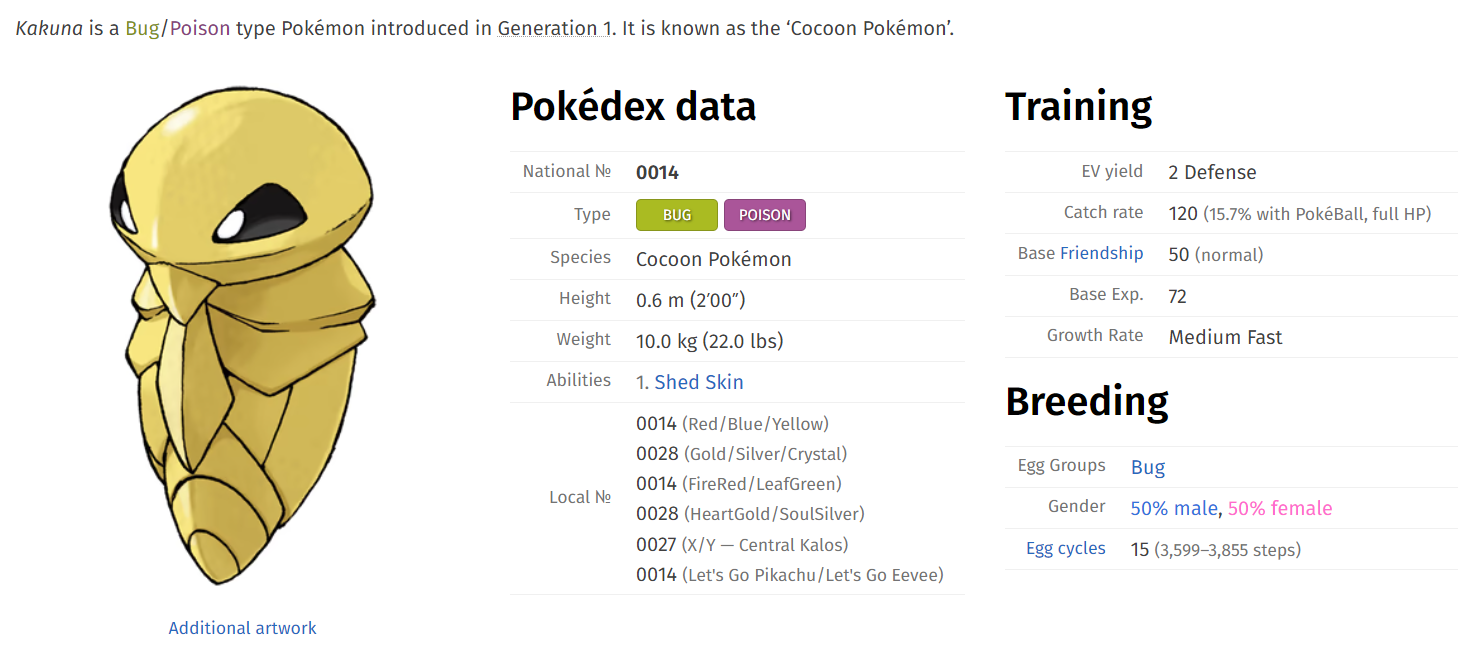 Kakuna is a Bug/Poison type Pokémon introduced in Generation 1. It is known as the ‘Cocoon Pokémon’.
Additional artwork
Pokédex data
National № 0014
Type BUG POISON
Species Cocoon Pokémon
Height 0.6 m (2′00″)
Weight 10.0 kg (22.0 lbs)
Abilities 1. Shed Skin
Local № 0014 (Red/Blue/Yellow)
0028 (Gold/Silver/Crystal)
0014 (FireRed/LeafGreen)
0028 (HeartGold/SoulSilver)
0027 (X/Y — Central Kalos)
0014 (Let's Go Pikachu/Let's Go Eevee)
Training
EV yield 2 Defense
Catch rate 120 (15.7% with PokéBall, full HP)
Base Friendship 50 (normal)
Base Exp. 72
Growth Rate Medium Fast
Breeding
Egg Groups Bug
Gender 50% male, 50% female
Egg cycles 15 (3,599–3,855 steps)